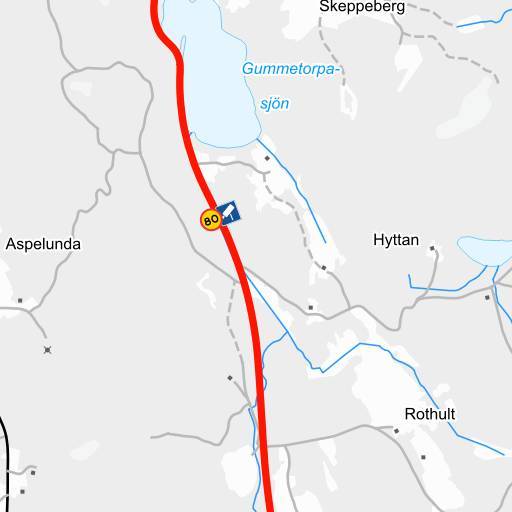 Skeppeberg
Gummetorpa-
sjön
80
Aspelunda
Hyttan
Rothult